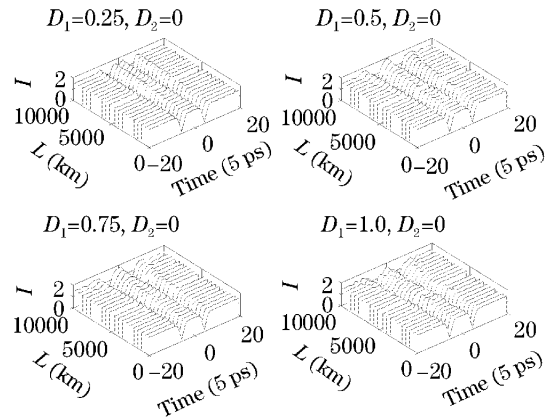 D₁=0.25, D₂=0
D₁=0.5, D₂=0
I
2
0
10000
5000
0
L (km)
−20
0
20
Time (5 ps)
I
2
0
10000
5000
0
L (km)
−20
0
20
Time (5 ps)
D₁=0.75, D₂=0
D₁=1.0, D₂=0
I
2
0
10000
5000
0
L (km)
−20
0
20
Time (5 ps)
I
2
0
10000
5000
0
L (km)
−20
0
20
Time (5 ps)